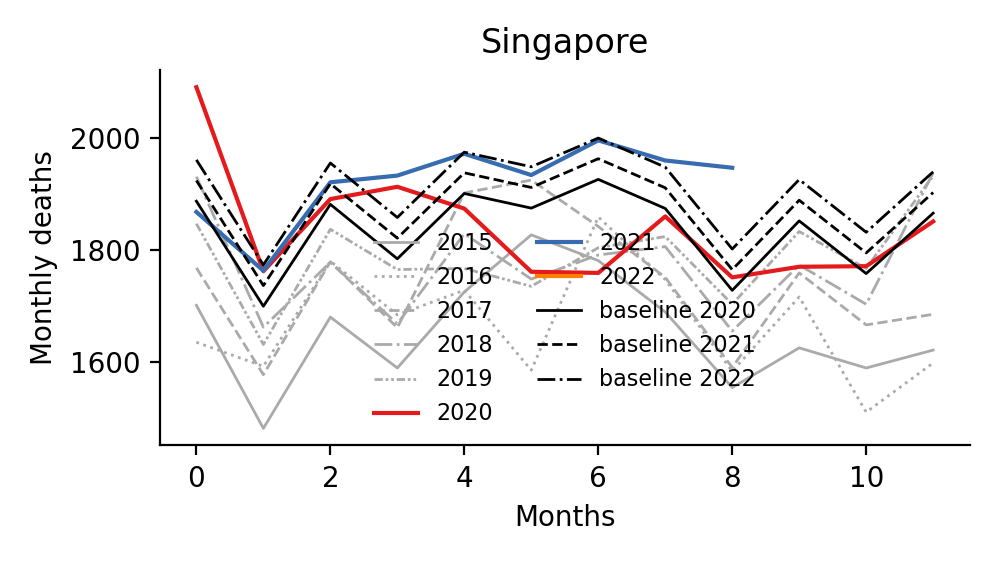 Singapore
Monthly deaths
2000
1800
1600
2015
2016
2017
2018
2019
2020
2021
2022
baseline 2020
baseline 2021
baseline 2022
0 2 4 6 8 10
Months